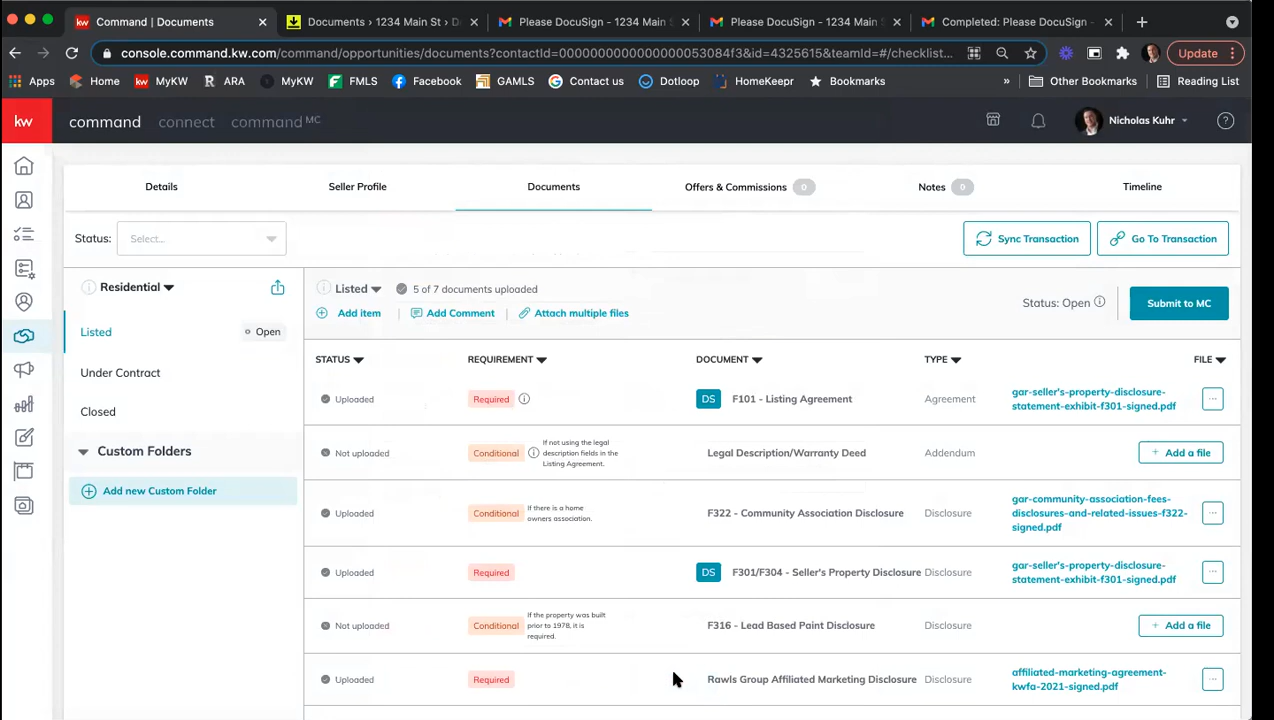 Command | Documents
Documents › 1234 Main St › D
Please DocuSign - 1234 Main S
Please DocuSign - 1234 Main
Completed: Please DocuSign -
console.command.kw.com/command/opportunities/documents?contactId=0000000000000000053084f3&id=4325615&teamId=#/checklist...
Update
Apps
Home
kw MyKW
R ARA
MyKW
FMLS
Facebook
GAMLS
Contact us
Dotloop
HomeKeepr
Bookmarks
»
Other Bookmarks
Reading List
kw
command
connect
command MC
Nicholas Kuhr
?
Details
Seller Profile
Documents
Offers & Commissions 0
Notes 0
Timeline
Status: Select...
Sync Transaction
Go To Transaction
Residential
Listed
Open
Under Contract
Closed
Custom Folders
Add new Custom Folder
Listed
5 of 7 documents uploaded
Add item | Add Comment | Attach multiple files
Status: Open
Submit to MC
STATUS REQUIREMENT DOCUMENT TYPE FILE
Uploaded Required DS F101 - Listing Agreement Agreement
gar-seller's-property-disclosure-
statement-exhibit-f301-signed.pdf
...
Not uploaded Conditional
If not using the legal
description fields in the
Listing Agreement.
Legal Description/Warranty Deed Addendum + Add a file
Uploaded Conditional
If there is a home
owners association.
F322 - Community Association Disclosure Disclosure
gar-community-association-fees-
disclosures-and-related-issues-f322-
signed.pdf
...
Uploaded Required DS F301/F304 - Seller's Property Disclosure Disclosure
gar-seller's-property-disclosure-
statement-exhibit-f301-signed.pdf
...
Not uploaded Conditional
If the property was built
prior to 1978, it is
required.
F316 - Lead Based Paint Disclosure Disclosure + Add a file
Uploaded Required Rawls Group Affiliated Marketing Disclosure Disclosure
affiliated-marketing-agreement-
kwfa-2021-signed.pdf
...